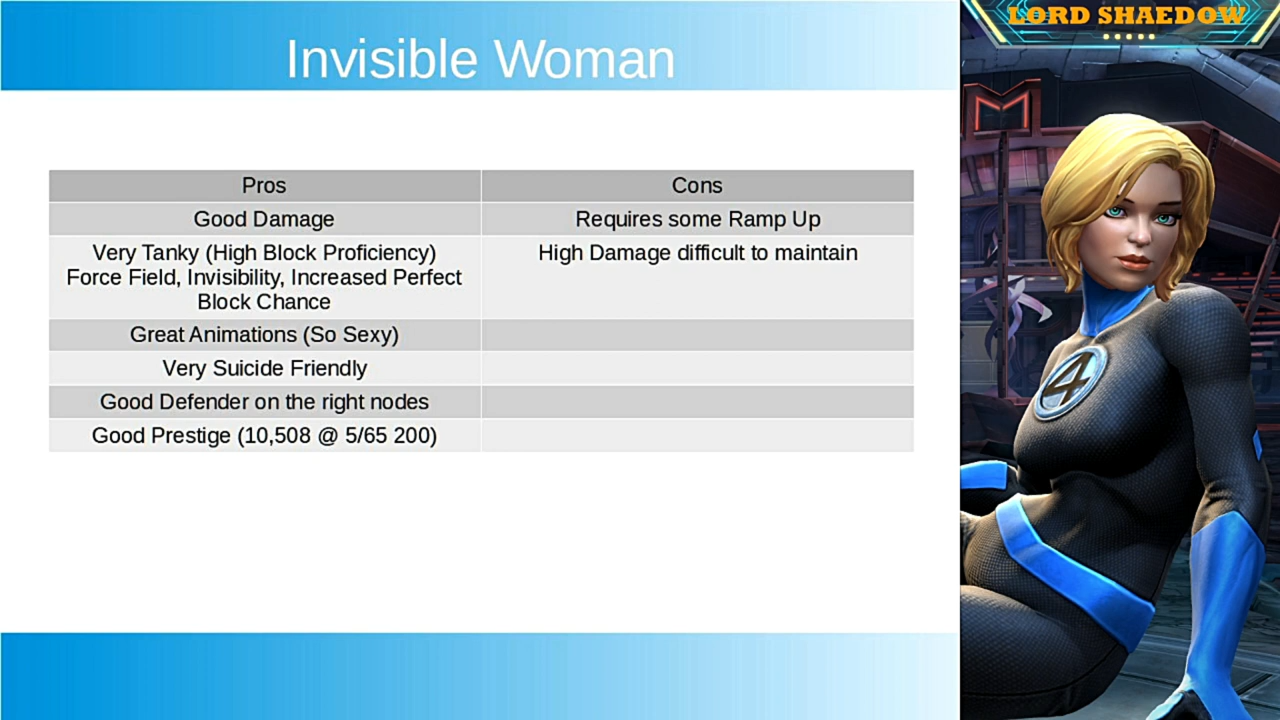 Invisible Woman
LORD SHAEDOW
Pros
Cons
Good Damage
Requires some Ramp Up
Very Tanky (High Block Proficiency)
Force Field, Invisibility, Increased Perfect
Block Chance
High Damage difficult to maintain
Great Animations (So Sexy)
Very Suicide Friendly
Good Defender on the right nodes
Good Prestige (10,508 @ 5/65 200)
M
4